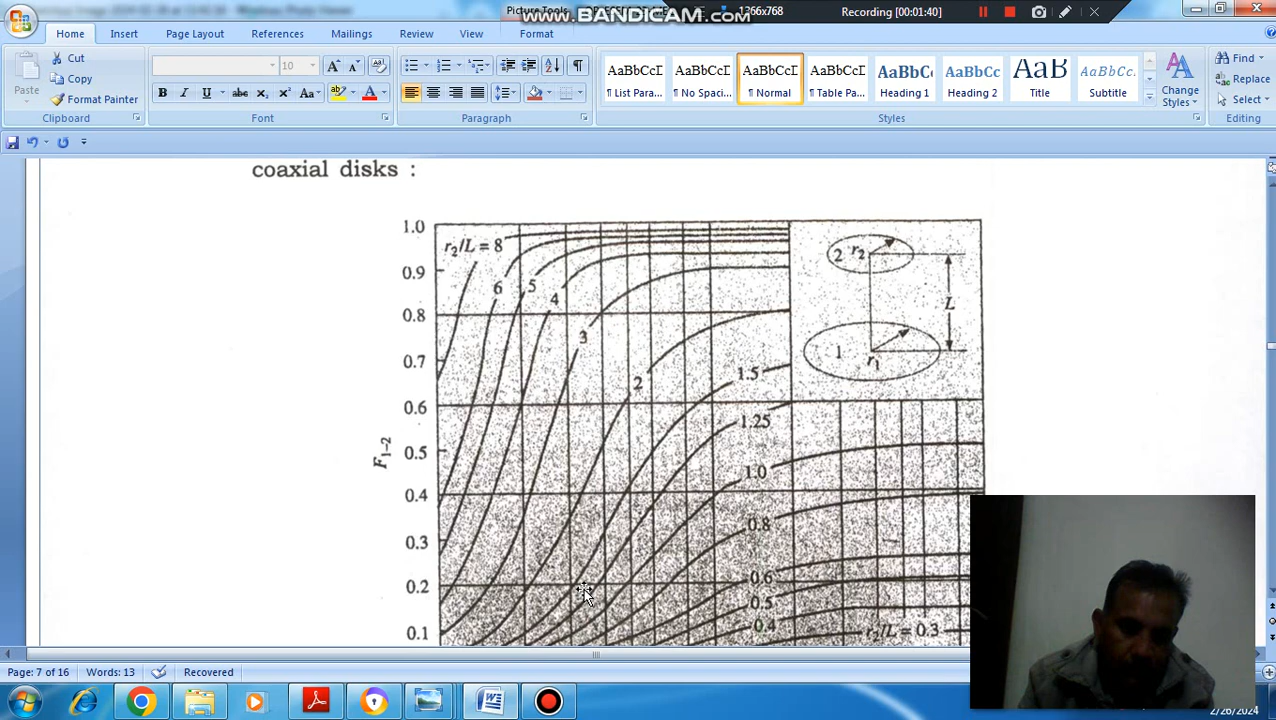 Picture Tools
www.BANDICAM.com
1366x768
Recording [00:01:40]
Home
Insert
Page Layout
References
Mailings
Review
View
Format
Cut
Copy
Paste
Format Painter
Clipboard
10
Font
Paragraph
AaBbCcI
AaBbCcI
AaBbCcI
AaBbCcI
AaBbCc
AaBbCc
AaB
AaBbCc.
¶ List Para...
¶ No Spaci...
¶ Normal
¶ Table Pa...
Heading 1
Heading 2
Title
Subtitle
Change
Styles
Styles
Find
Replace
Select
Editing
coaxial disks :
1.0
0.9
0.8
0.7
0.6
0.5
0.4
0.3
0.2
0.1
F1–2
r2/L = 8
6
5
4
3
2
1.5
1.25
1.0
0.8
0.6
0.5
0.4
r2/L = 0.3
2 r2
L
1
r1
Page: 7 of 16
Words: 13
Recovered
2/26/2024